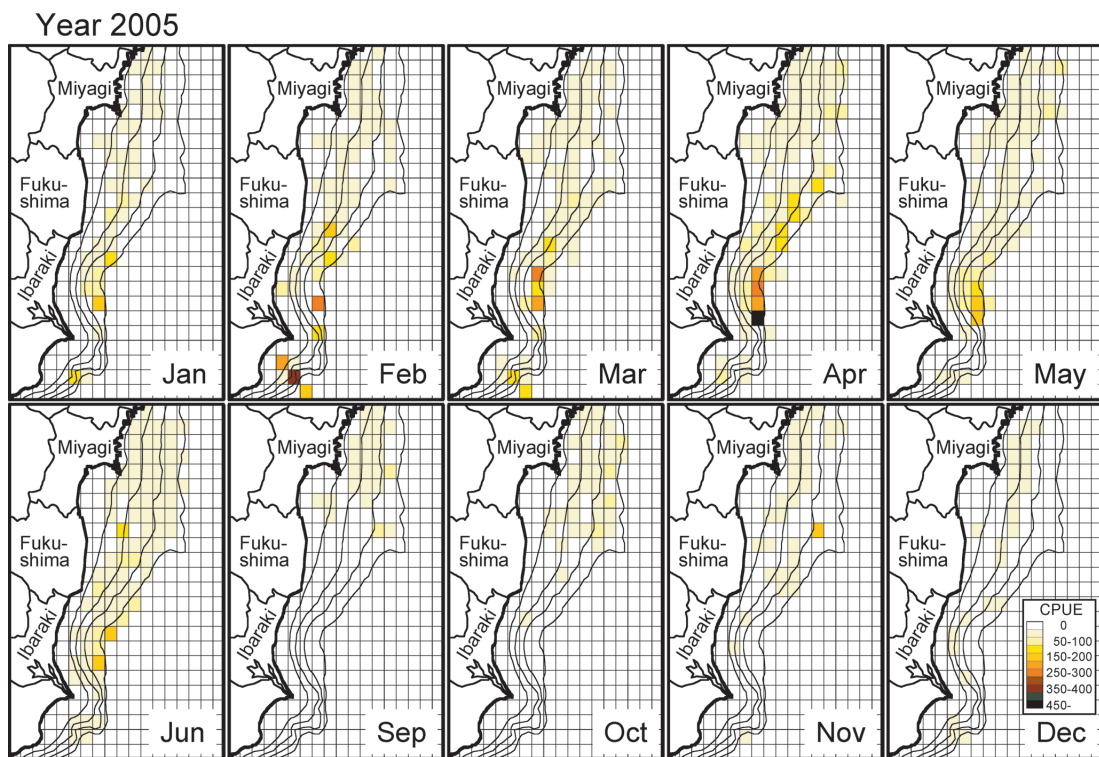 Year 2005
Miyagi
Fuku-
shima
Ibaraki
Jan
Miyagi
Fuku-
shima
Ibaraki
Feb
Miyagi
Fuku-
shima
Ibaraki
Mar
Miyagi
Fuku-
shima
Ibaraki
Apr
Miyagi
Fuku-
shima
Ibaraki
May
Miyagi
Fuku-
shima
Ibaraki
Jun
Miyagi
Fuku-
shima
Ibaraki
Sep
Miyagi
Fuku-
shima
Ibaraki
Oct
Miyagi
Fuku-
shima
Ibaraki
Nov
Miyagi
Fuku-
shima
Ibaraki
CPUE
0
50-100
150-200
250-300
350-400
450-
Dec